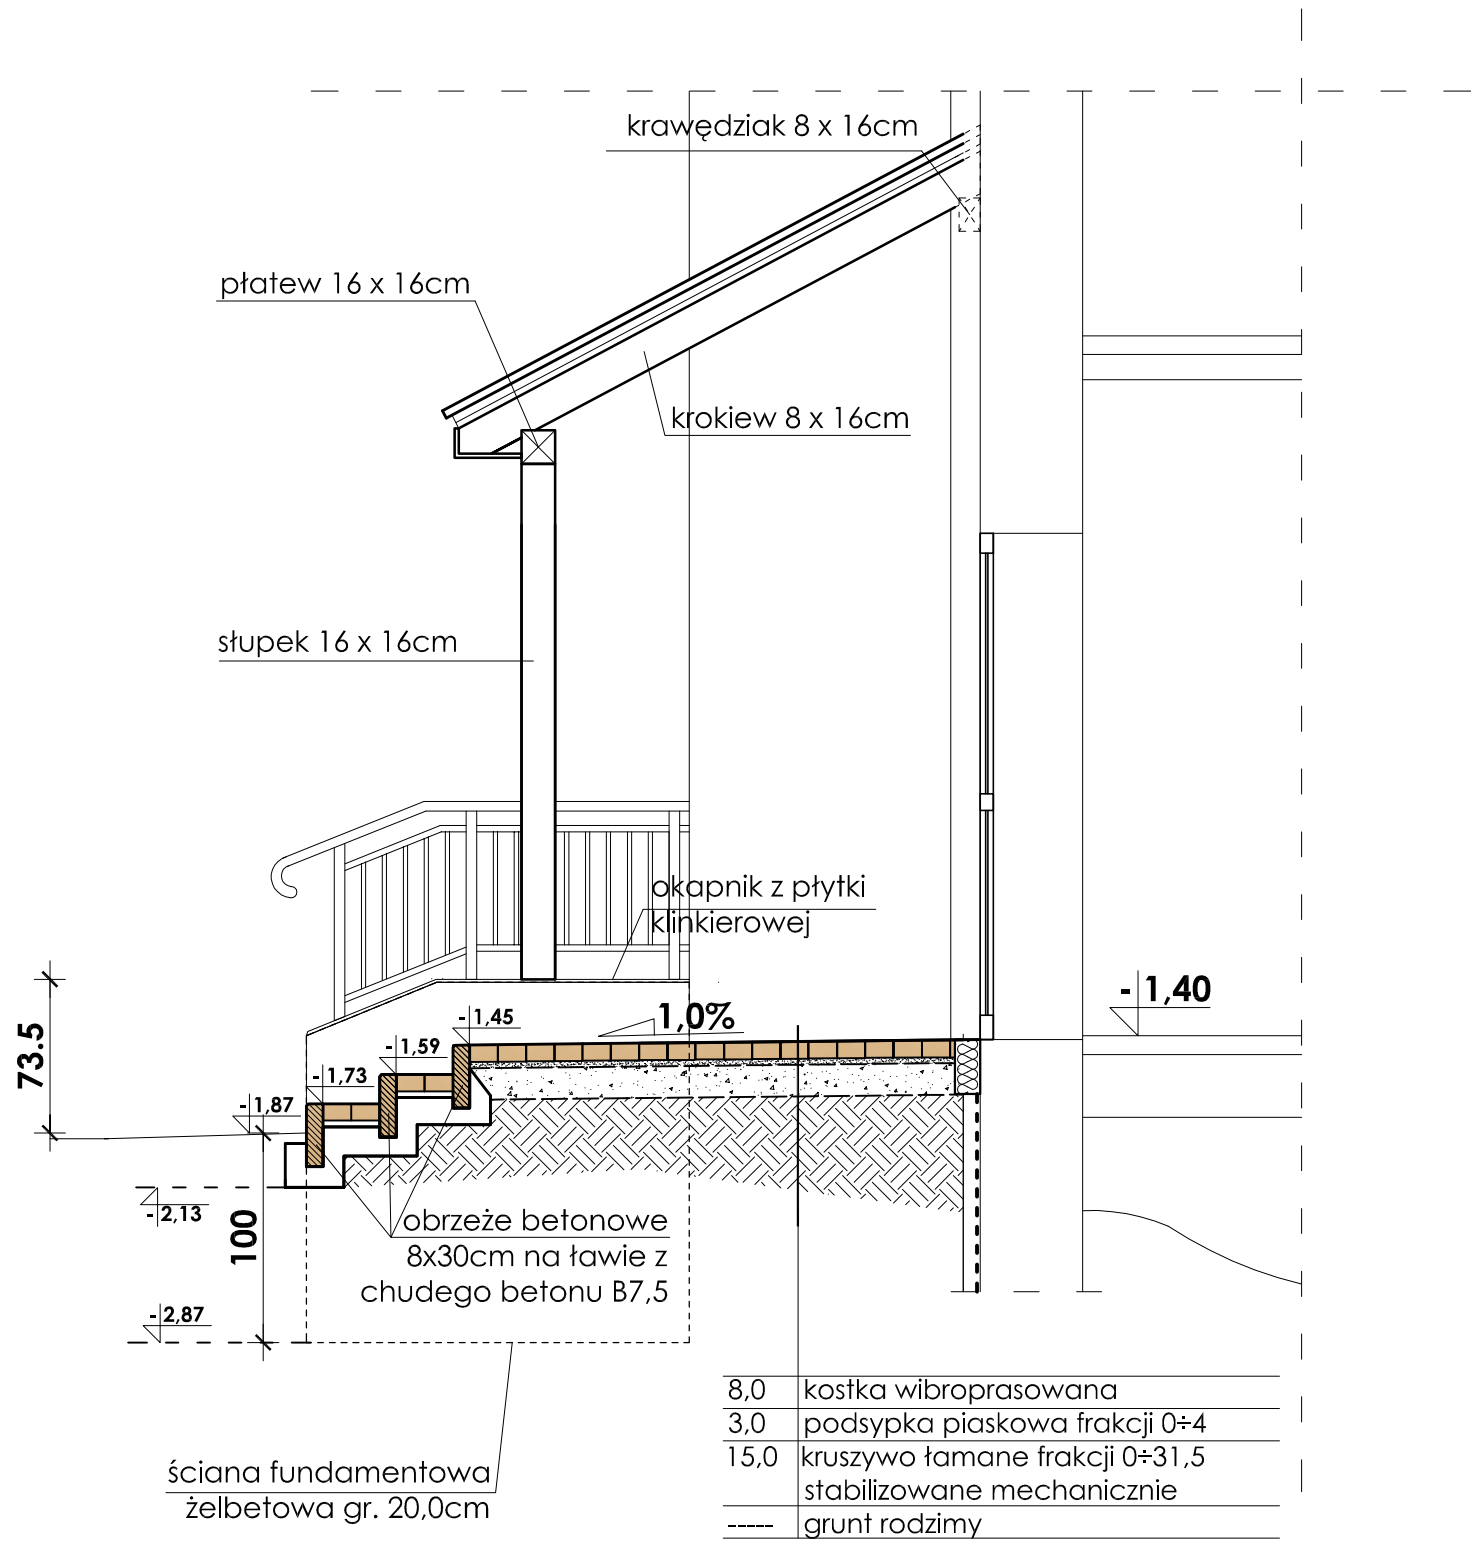 krawędziak 8 x 16cm
płatew 16 x 16cm
krokiew 8 x 16cm
słupek 16 x 16cm
okapnik z płytki
klinkierowej
- 1,40
1,0%
- 1,45
- 1,59
- 1,73
- 1,87
73.5
- 2,13
100
obrzeże betonowe
8x30cm na ławie z
chudego betonu B7,5
- 2,87
8,0 kostka wibroprasowana
3,0 podsypka piaskowa frakcji 0÷4
15,0 kruszywo łamane frakcji 0÷31,5
stabilizowane mechanicznie
----- grunt rodzimy
ściana fundamentowa
żelbetowa gr. 20,0cm